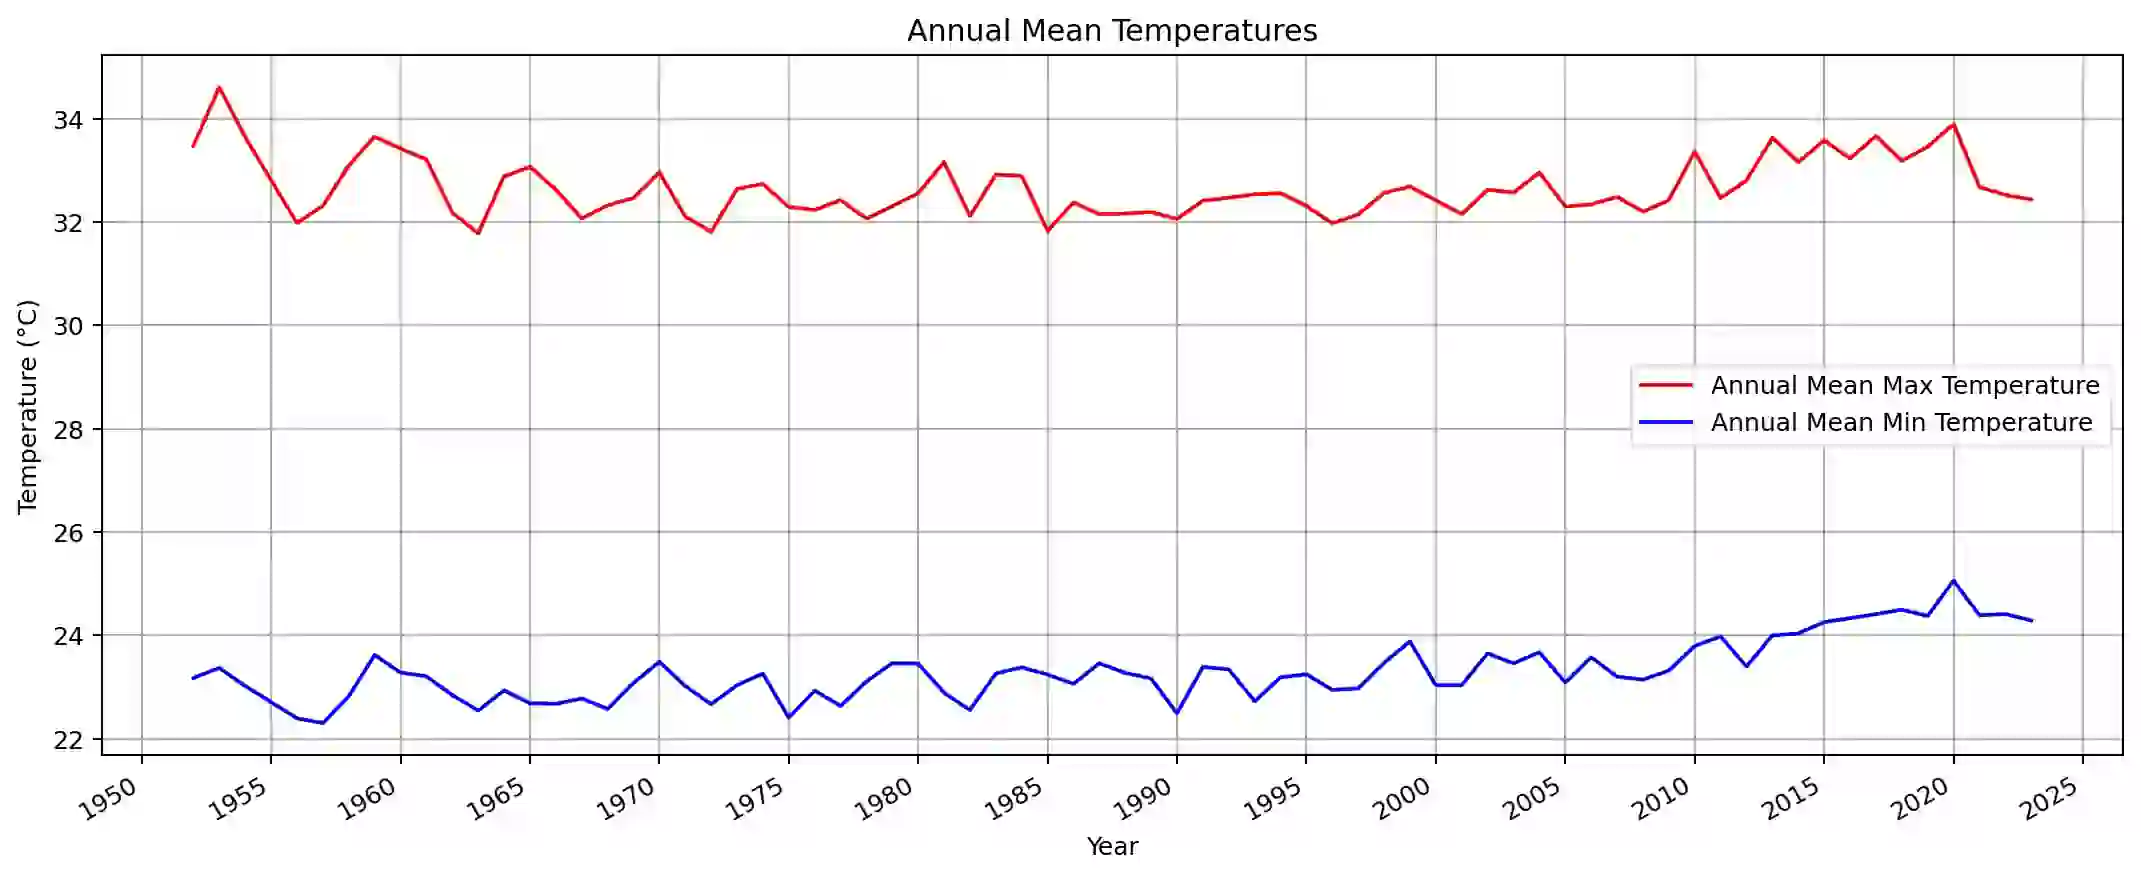 Annual Mean Temperatures
34
32
30
28
26
24
22
Temperature (°C)
Annual Mean Max Temperature
Annual Mean Min Temperature
1950 1955 1960 1965 1970 1975 1980 1985 1990 1995 2000 2005 2010 2015 2020 2025
Year